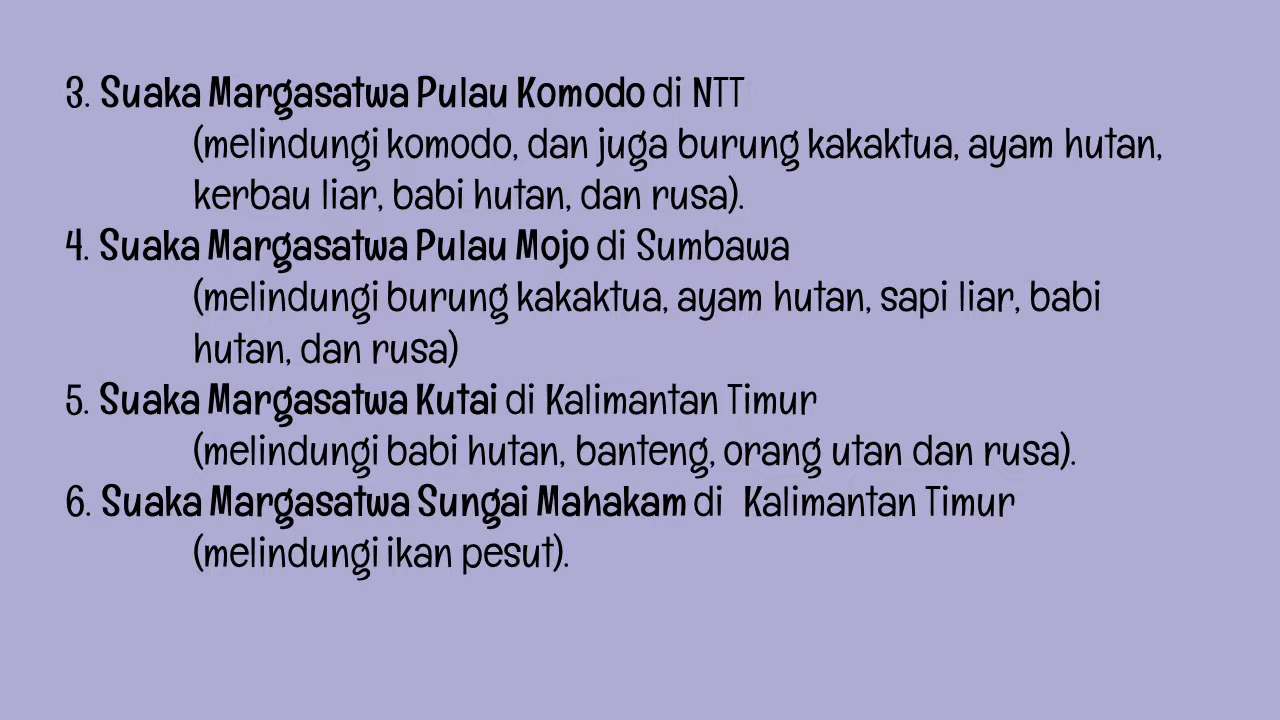 3. Suaka Margasatwa Pulau Komodo di NTT
(melindungi komodo, dan juga burung kakaktua, ayam hutan,
kerbau liar, babi hutan, dan rusa).
4. Suaka Margasatwa Pulau Mojo di Sumbawa
(melindungi burung kakaktua, ayam hutan, sapi liar, babi
hutan, dan rusa)
5. Suaka Margasatwa Kutai di Kalimantan Timur
(melindungi babi hutan, banteng, orang utan dan rusa).
6. Suaka Margasatwa Sungai Mahakam di Kalimantan Timur
(melindungi ikan pesut).